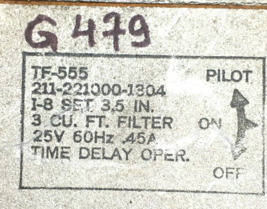 G 479
TF-555 PILOT
211-221000-1304
I-8 SET 3.5 IN.
3 CU. FT. FILTER ON
25V 60Hz .45A
TIME DELAY OPER.
OFF